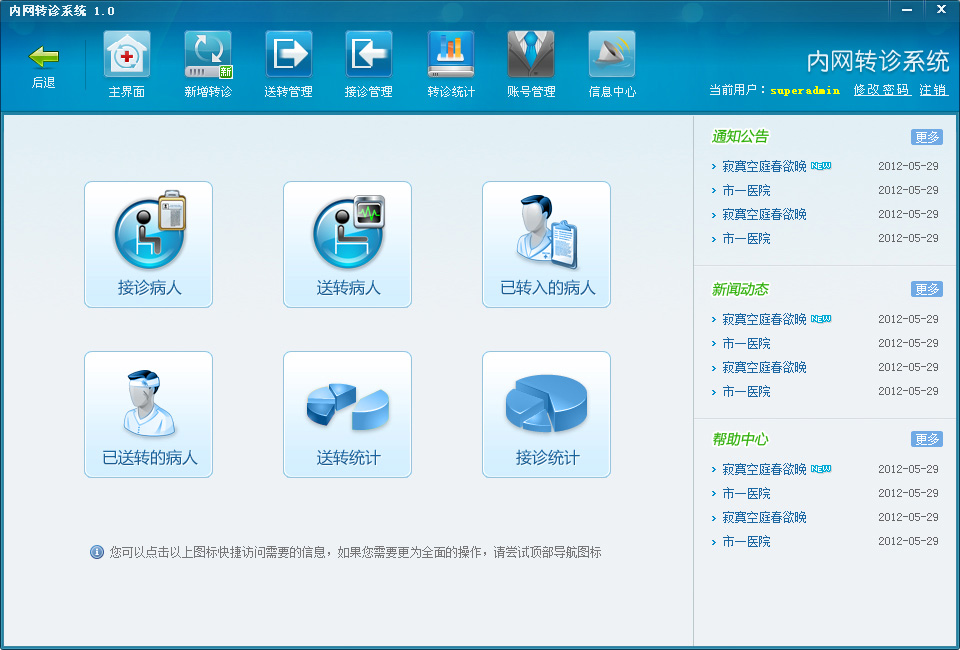 内网转诊系统 1.0
后退
主界面
新
新增转诊
送转管理
接诊管理
转诊统计
账号管理
信息中心
内网转诊系统
当前用户：superadmin 修改密码 注销
接诊病人
送转病人
已转入的病人
已送转的病人
送转统计
接诊统计
您可以点击以上图标快捷访问需要的信息，如果您需要更为全面的操作，请尝试顶部导航图标
通知公告 更多
寂寞空庭春欲晚 NEW 2012-05-29
市一医院 2012-05-29
寂寞空庭春欲晚 2012-05-29
市一医院 2012-05-29
新闻动态 更多
寂寞空庭春欲晚 NEW 2012-05-29
市一医院 2012-05-29
寂寞空庭春欲晚 2012-05-29
市一医院 2012-05-29
帮助中心 更多
寂寞空庭春欲晚 NEW 2012-05-29
市一医院 2012-05-29
寂寞空庭春欲晚 2012-05-29
市一医院 2012-05-29